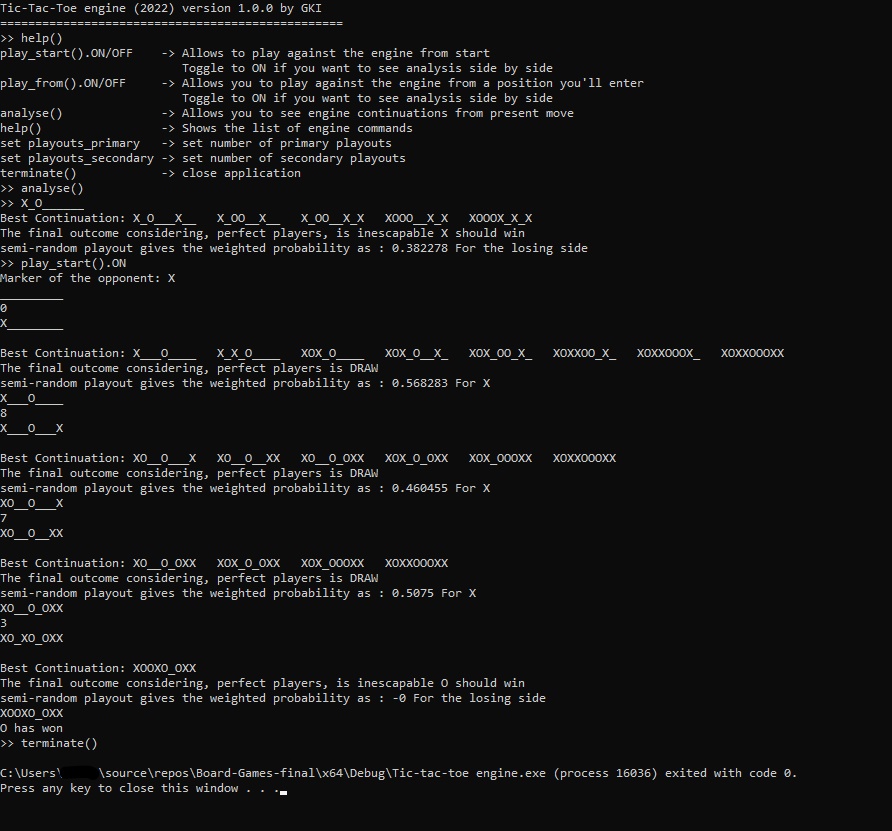 Tic-Tac-Toe engine (2022) version 1.0.0 by GKI
=================================================
>> help()
play_start().ON/OFF    -> Allows to play against the engine from start
                          Toggle to ON if you want to see analysis side by side
play_from().ON/OFF     -> Allows you to play against the engine from a position you'll enter
                          Toggle to ON if you want to see analysis side by side
analyse()              -> Allows you to see engine continuations from present move
help()                 -> Shows the list of engine commands
set playouts_primary   -> set number of primary playouts
set playouts_secondary -> set number of secondary playouts
terminate()            -> close application
>> analyse()
>> X_O______
Best Continuation: X_O___X__   X_OO__X__   X_OO__X_X   XOOO__X_X   XOOOX_X_X
The final outcome considering, perfect players, is inescapable X should win
semi-random playout gives the weighted probability as : 0.382278 For the losing side
>> play_start().ON
Marker of the opponent: X
_________
0
X________
Best Continuation: X___O____   X_X_O____   XOX_O____   XOX_O__X_   XOX_OO_X_   XOXXOO_X_   XOXXOOOX_   XOXXOOOXX
The final outcome considering, perfect players is DRAW
semi-random playout gives the weighted probability as : 0.568283 For X
X___O____
8
X___O___X
Best Continuation: XO__O___X   XO__O__XX   XO__O_OXX   XOX_O_OXX   XOX_OOOXX   XOXXOOOXX
The final outcome considering, perfect players is DRAW
semi-random playout gives the weighted probability as : 0.460455 For X
XO__O___X
7
XO__O__XX
Best Continuation: XO__O_OXX   XOX_O_OXX   XOX_OOOXX   XOXXOOOXX
The final outcome considering, perfect players is DRAW
semi-random playout gives the weighted probability as : 0.5075 For X
XO__O_OXX
3
XO_XO_OXX
Best Continuation: XOOXO_OXX
The final outcome considering, perfect players, is inescapable O should win
semi-random playout gives the weighted probability as : -0 For the losing side
XOOXO_OXX
O has won
>> terminate()
C:\Users\      \source\repos\Board-Games-final\x64\Debug\Tic-tac-toe engine.exe (process 16036) exited with code 0.
Press any key to close this window . . .